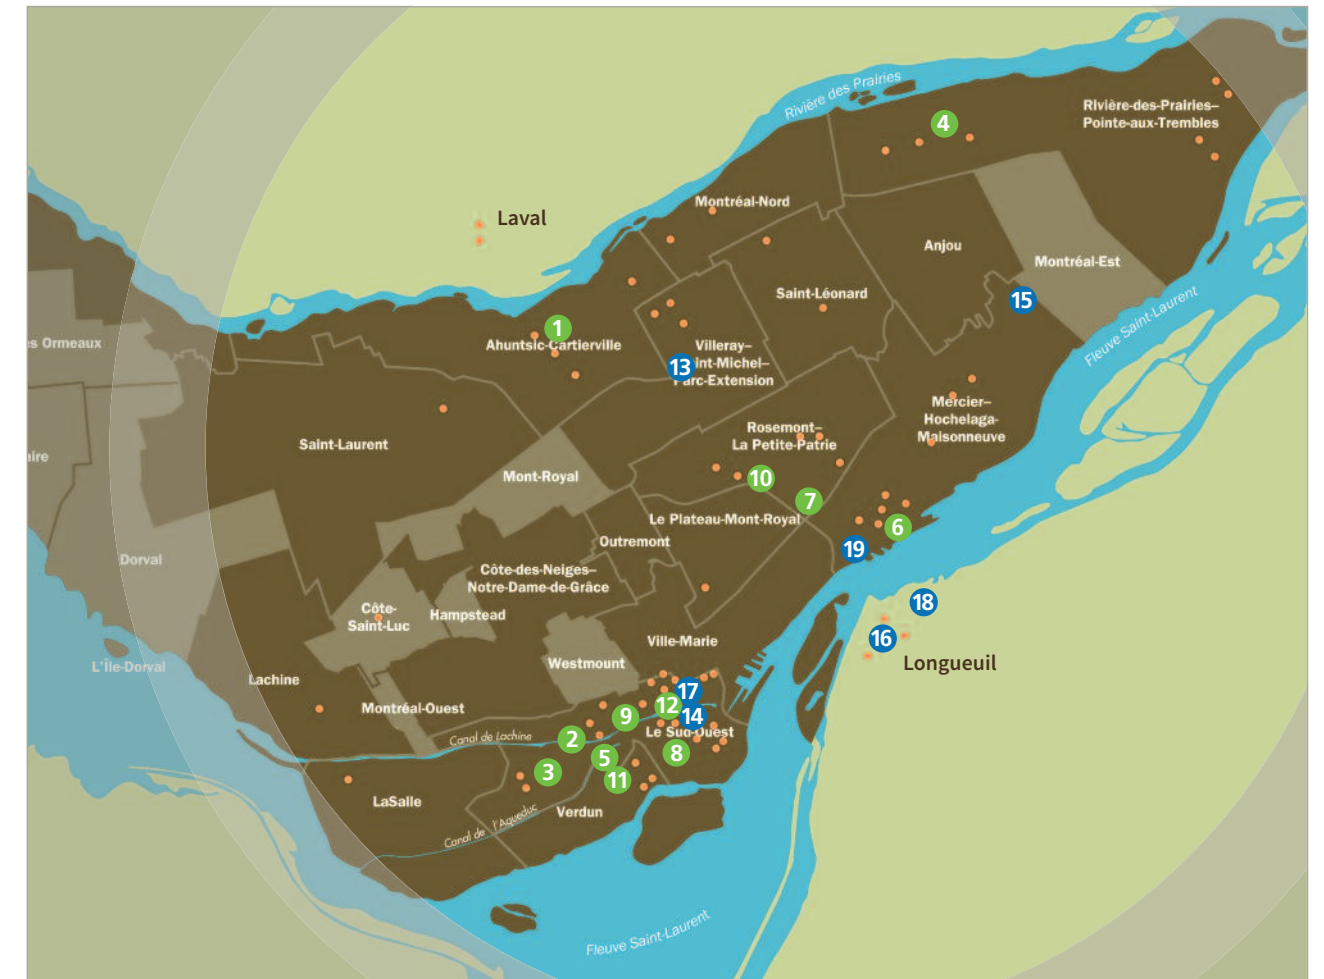 Rivière des Prairies
4
Rivière-des-Prairies–
Pointe-aux-Trembles
Montréal-Nord
Laval
Anjou
Montréal-Est
Saint-Léonard
15
Fleuve Saint-Laurent
1
Ahuntsic-Cartierville
Villeray–
int-Michel–
Parc-Extension
13
es Ormeaux
Mercier–
Hochelaga-
Maisonneuve
Rosemont–
La Petite-Patrie
Saint-Laurent
aire
Mont-Royal
10
7
Le Plateau-Mont-Royal
6
Outremont
19
Dorval
Côte-des-Neiges–
Notre-Dame-de-Grâce
18
Côte-
Saint-Luc
Hampstead
16
Ville-Marie
Longueuil
Westmount
L'Île-Dorval
Lachine
17
Montréal-Ouest
12
9
14
Le Sud-Ouest
Canal de Lachine
2
8
5
3
11
LaSalle
Verdun
Canal de l'Aqueduc
Fleuve Saint-Laurent